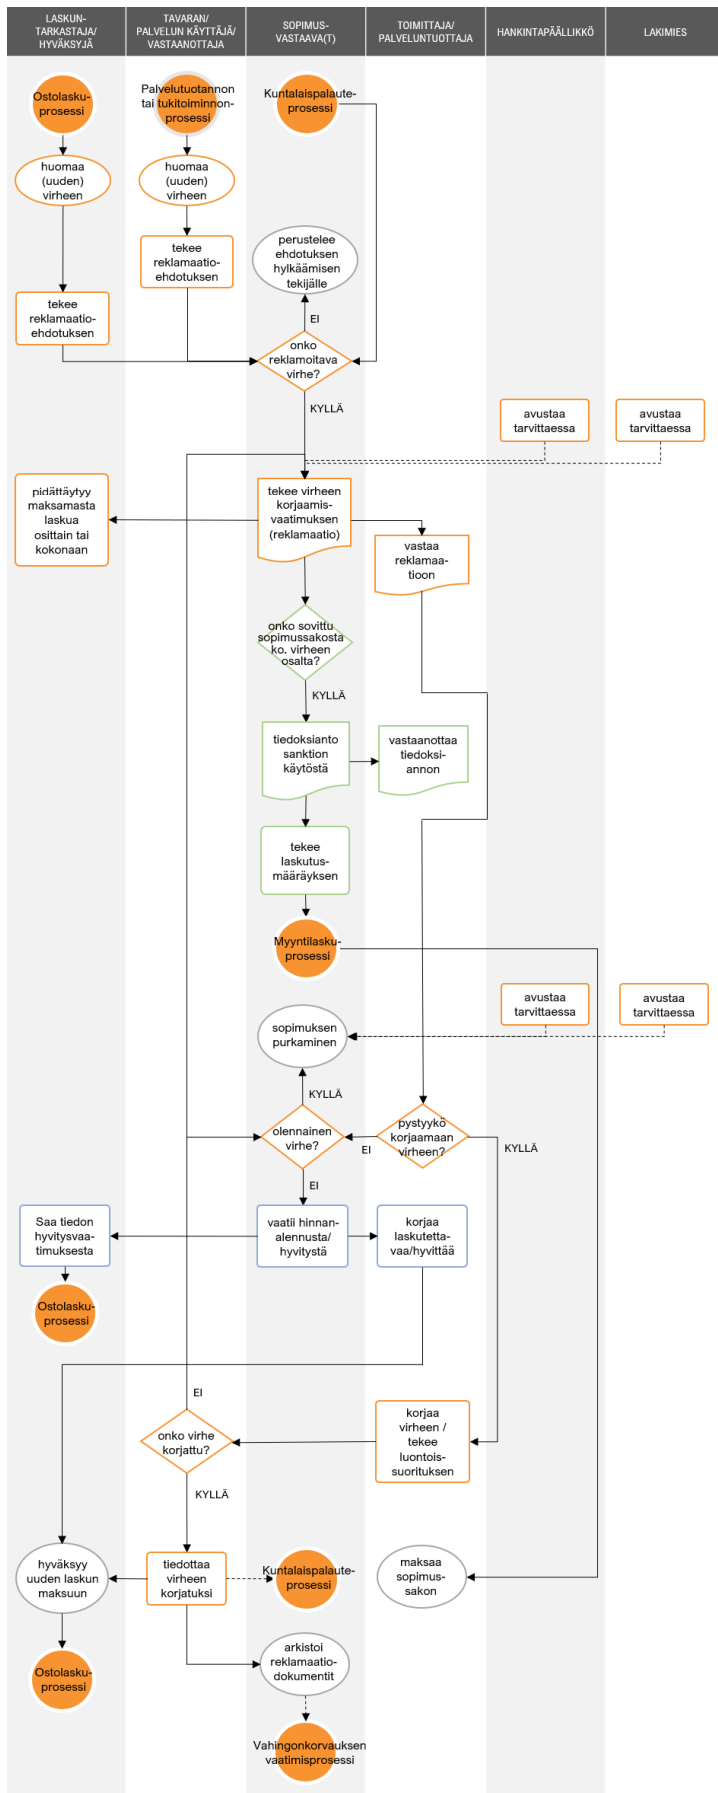 LASKUN-
TARKASTAJA/
HYVÄKSYJÄ
TAVARAN/
PALVELUN KÄYTTÄJÄ/
VASTAANOTTAJA
SOPIMUS-
VASTAAVA(T)
TOIMITTAJA/
PALVELUNTUOTTAJA
HANKINTAPÄÄLLIKKÖ
LAKIMIES
Ostolasku-
prosessi
Palvelutuotannon
tai tukitoiminnon-
prosessi
Kuntalaispalaute-
prosessi
huomaa
(uuden)
virheen
huomaa
(uuden)
virheen
tekee
reklamaatio-
ehdotuksen
perustelee
ehdotuksen
hylkäämisen
tekijälle
tekee
reklamaatio-
ehdotuksen
EI
onko
reklamoitava
virhe?
KYLLÄ
avustaa
tarvittaessa
avustaa
tarvittaessa
pidättäytyy
maksamasta
laskua
osittain tai
kokonaan
tekee virheen
korjaamis-
vaatimuksen
(reklamaatio)
vastaa
reklamaa-
tioon
onko sovittu
sopimussakosta
ko. virheen
osalta?
KYLLÄ
tiedoksianto
sanktion
käytöstä
vastaanottaa
tiedoksi-
annon
tekee
laskutus-
määräyksen
Myyntilasku-
prosessi
avustaa
tarvittaessa
avustaa
tarvittaessa
sopimuksen
purkaminen
KYLLÄ
olennainen
virhe?
EI
pystyykö
korjaamaan
virheen?
KYLLÄ
EI
Saa tiedon
hyvitysvaa-
timuksesta
vaatii hinnan-
alennusta/
hyvitystä
korjaa
laskutetta-
vaa/hyvittää
Ostolasku-
prosessi
EI
onko virhe
korjattu?
korjaa
virheen /
tekee
luontois-
suorituksen
KYLLÄ
hyväksyy
uuden laskun
maksuun
tiedottaa
virheen
korjatuksi
Kuntalaispalaute-
prosessi
maksaa
sopimus-
sakon
Ostolasku-
prosessi
arkistoi
reklamaatio-
dokumentit
Vahingonkorvauksen
vaatimisprosessi